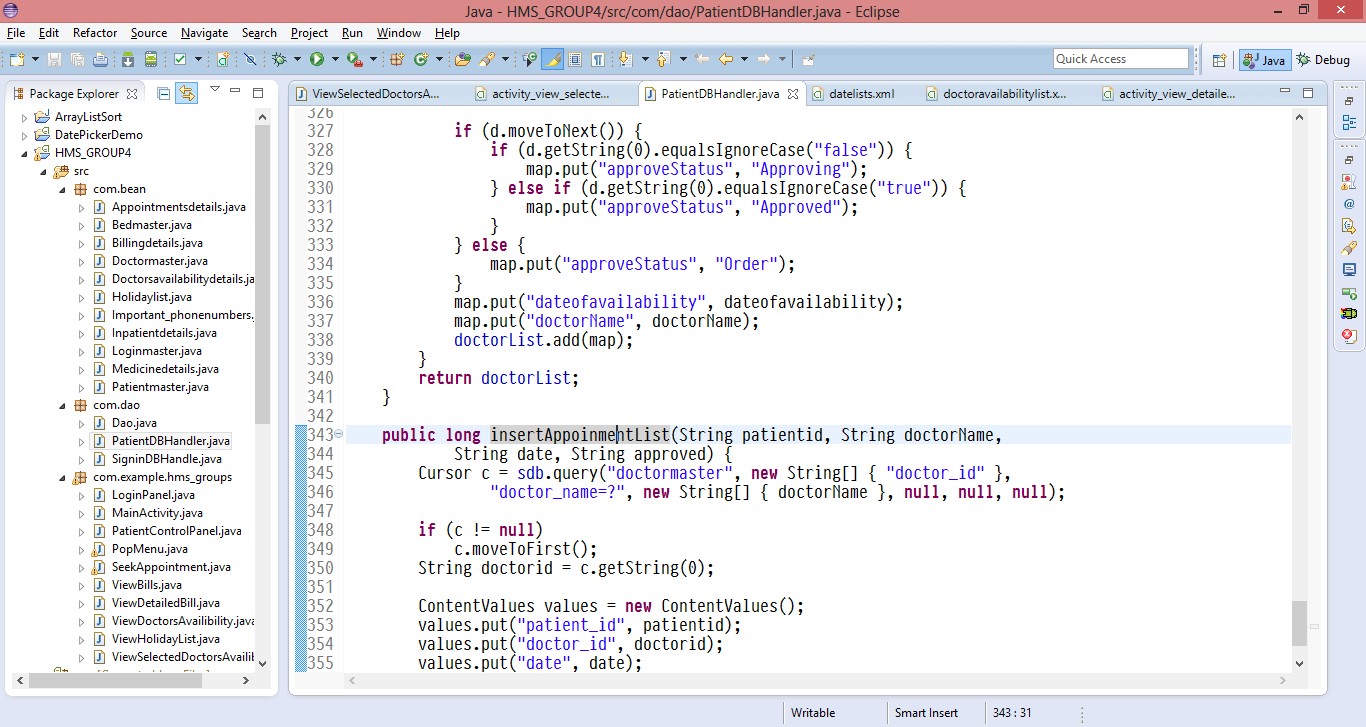 Java - HMS_GROUP4/src/com/dao/PatientDBHandler.java - Eclipse
File Edit Refactor Source Navigate Search Project Run Window Help
Quick Access
Java
Debug
Package Explorer
ArrayListSort
DatePickerDemo
HMS_GROUP4
src
com.bean
Appointmentsdetails.java
Bedmaster.java
Billingdetails.java
Doctormaster.java
Doctorsavailabilitydetails.ja
Holidaylist.java
Important_phonenumbers.
Inpatientdetails.java
Loginmaster.java
Medicinedetails.java
Patientmaster.java
com.dao
Dao.java
PatientDBHandler.java
SigninDBHandle.java
com.example.hms_groups
LoginPanel.java
MainActivity.java
PatientControlPanel.java
PopMenu.java
SeekAppointment.java
ViewBills.java
ViewDetailedBill.java
ViewDoctorsAvailibility.java
ViewHolidayList.java
ViewSelectedDoctorsAvailib
ViewSelectedDoctorsA... activity_view_selecte... PatientDBHandler.java datelists.xml doctoravailabilitylist.x... activity_view_detaile...
326
327 if (d.moveToNext()) {
328 if (d.getString(0).equalsIgnoreCase("false")) {
329 map.put("approveStatus", "Approving");
330 } else if (d.getString(0).equalsIgnoreCase("true")) {
331 map.put("approveStatus", "Approved");
332 }
333 } else {
334 map.put("approveStatus", "Order");
335 }
336 map.put("dateofavailability", dateofavailability);
337 map.put("doctorName", doctorName);
338 doctorList.add(map);
339 }
340 return doctorList;
341 }
342
343 public long insertAppoinmentList(String patientid, String doctorName,
344 String date, String approved) {
345 Cursor c = sdb.query("doctormaster", new String[] { "doctor_id" },
346 "doctor_name=?", new String[] { doctorName }, null, null, null);
347
348 if (c != null)
349 c.moveToFirst();
350 String doctorid = c.getString(0);
351
352 ContentValues values = new ContentValues();
353 values.put("patient_id", patientid);
354 values.put("doctor_id", doctorid);
355 values.put("date", date);
Writable
Smart Insert
343 : 31